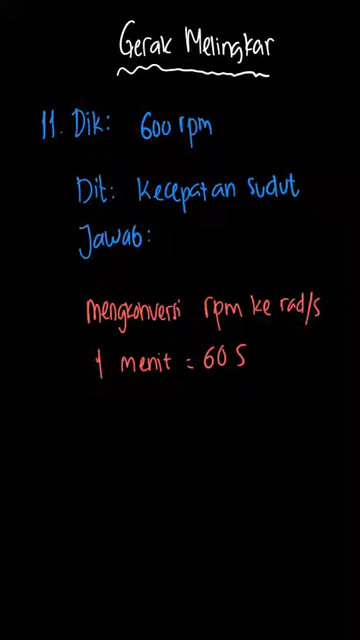 Gerak Melingkar
11. Dik: 600 rpm
Dit: Kecepatan sudut
Jawab:
mengkonversi rpm ke rad/s
1 menit = 60 S